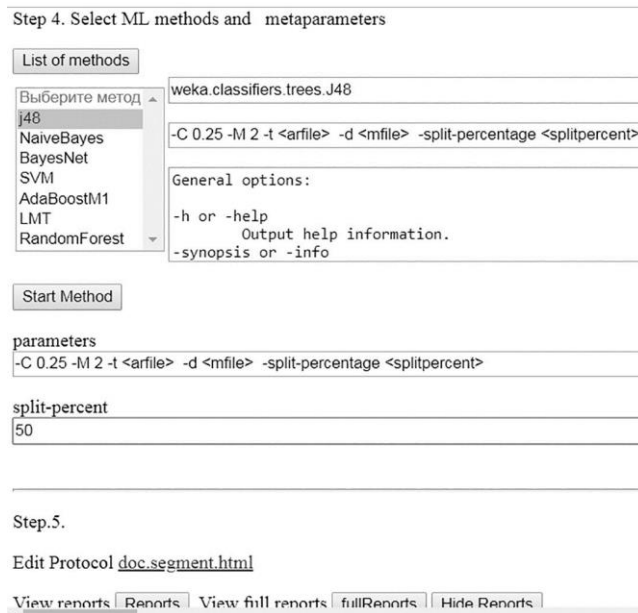 Step 4. Select ML methods and metaparameters
List of methods
Выберите метод
j48
NaiveBayes
BayesNet
SVM
AdaBoostM1
LMT
RandomForest
weka.classifiers.trees.J48
-C 0.25 -M 2 -t <arfile> -d <mfile> -split-percentage <splitpercent>
General options:
-h or -help
Output help information.
-synopsis or -info
Start Method
parameters
-C 0.25 -M 2 -t <arfile> -d <mfile> -split-percentage <splitpercent>
split-percent
50
Step.5.
Edit Protocol doc.segment.html
View reports Reports View full reports fullReports Hide Reports